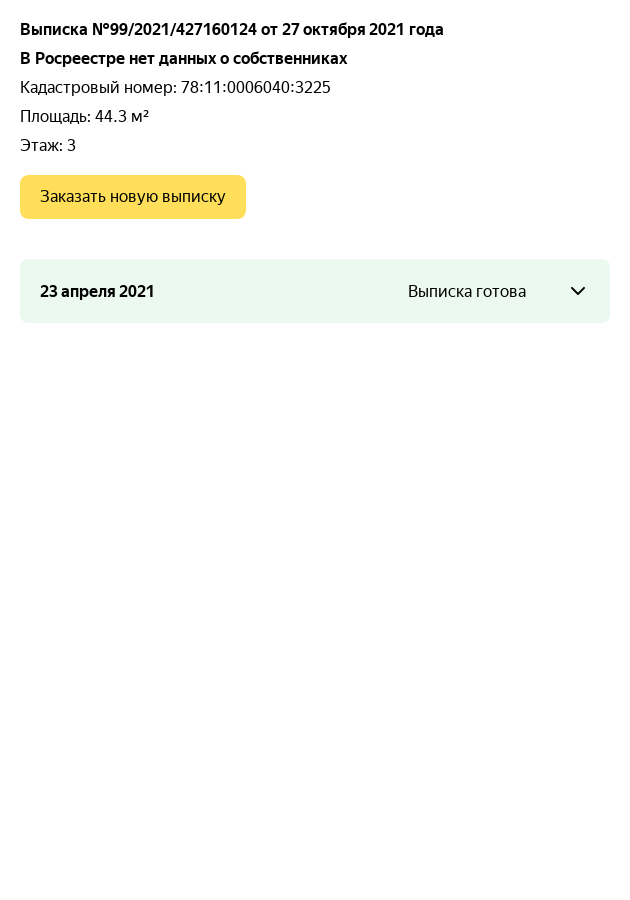 Выписка №99/2021/427160124 от 27 октября 2021 года
В Росреестре нет данных о собственниках
Кадастровый номер: 78:11:0006040:3225
Площадь: 44.3 м²
Этаж: 3
Заказать новую выписку
23 апреля 2021 Выписка готова